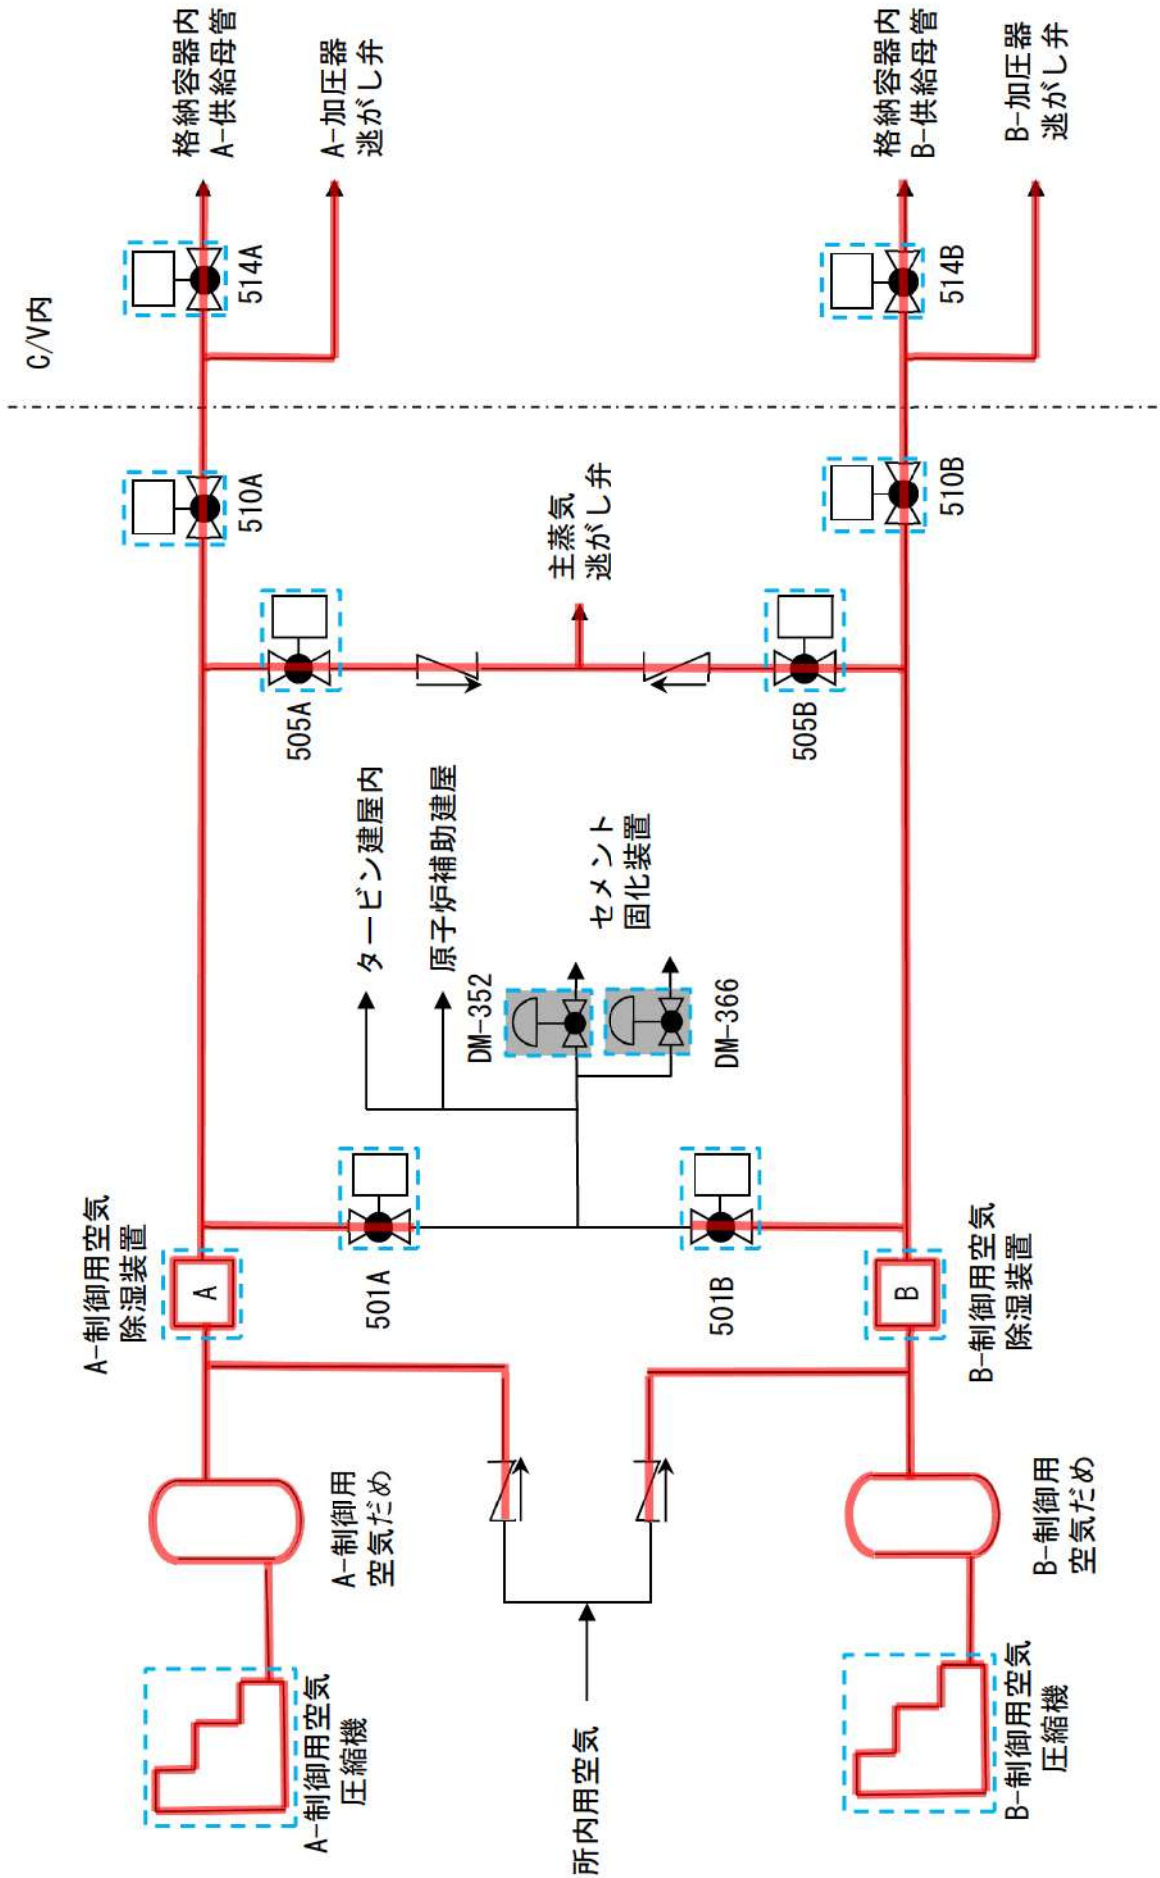 C/V内
格納容器内
A-供給母管
A-加圧器
逃がし弁
514A
510A
505A
主蒸気
逃がし弁
505B
格納容器内
B-供給母管
B-加圧器
逃がし弁
514B
510B
タービン建屋内
原子炉補助建屋
DM-352
セメント
固化装置
DM-366
A-制御用空気
除湿装置
A
501A
501B
B
B-制御用空気
除湿装置
A-制御用
空気だめ
B-制御用
空気だめ
A-制御用空気
圧縮機
所内用空気
B-制御用空気
圧縮機